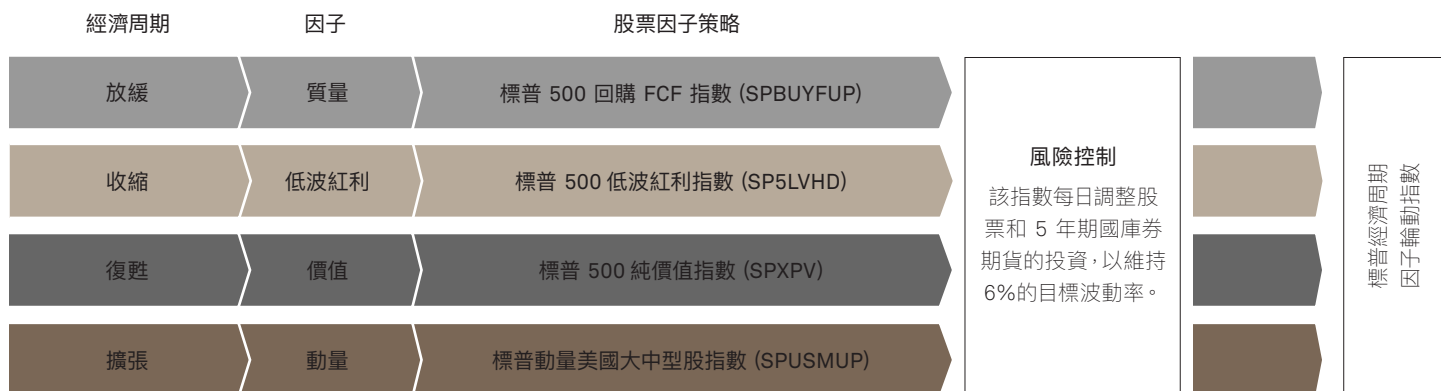 經濟周期 因子 股票因子策略
放緩 質量 標普 500 回購 FCF 指數 (SPBUYFUP)
收縮 低波紅利 標普 500 低波紅利指數 (SP5LVHD)
復甦 價值 標普 500 純價值指數 (SPXPV)
擴張 動量 標普動量美國大中型股指數 (SPUSMUP)
風險控制
該指數每日調整股
票和 5 年期國庫券
期貨的投資，以維持
6%的目標波動率。
標普經濟周期
因子輪動指數